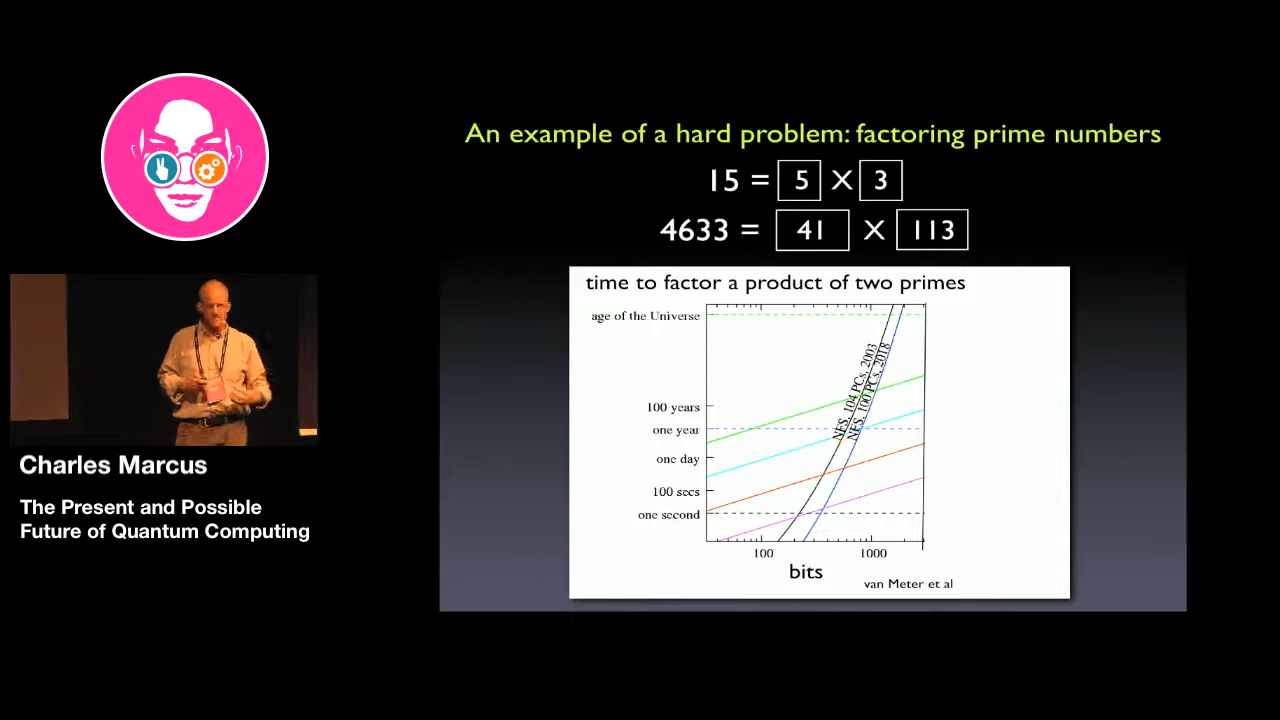 An example of a hard problem: factoring prime numbers
15 = 5 X 3
4633 = 41 X 113
time to factor a product of two primes
age of the Universe
100 years
one year
one day
100 secs
one second
NFS, 104 PCs, 2003
NFS, 100 PCs, 2018
100 1000
bits
van Meter et al
Charles Marcus
The Present and Possible
Future of Quantum Computing